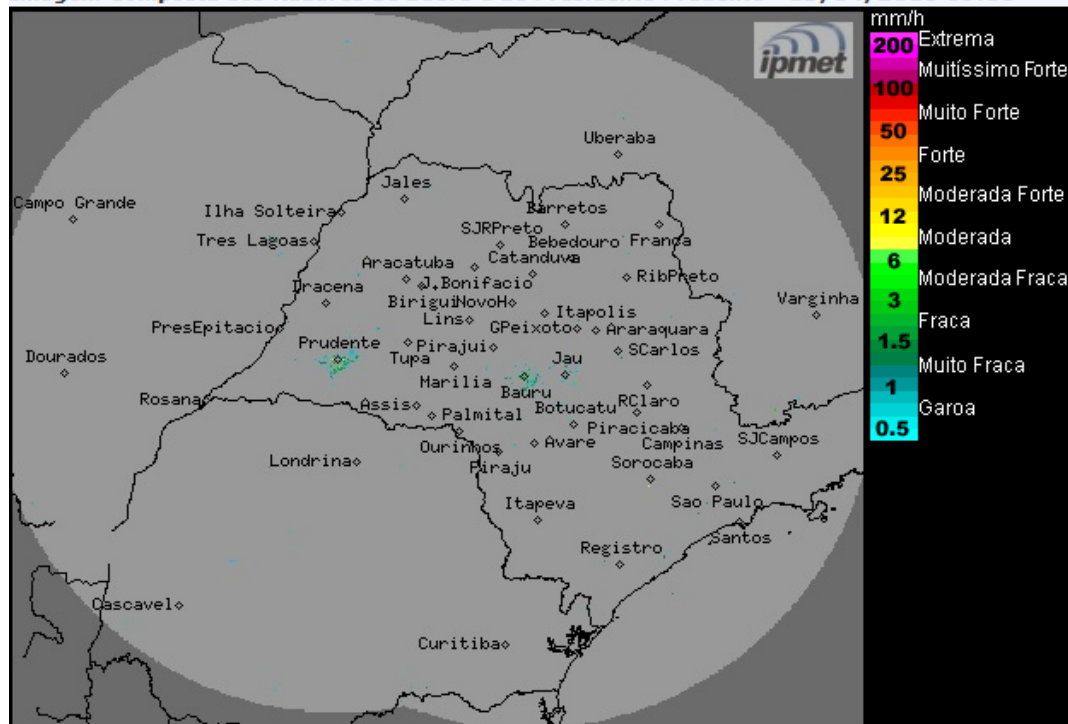 mm/h
ipmet
200 Extrema
Muitíssimo Forte
100
Muito Forte
50
Forte
25
Moderada Forte
12
Moderada
6
Moderada Fraca
3
Fraca
1.5
Muito Fraca
1
Garoa
0.5
Uberaba
Jales
Campo Grande
Ilha Solteira
Barretos
SJRPreto
Tres Lagoas
Bebedouro Franca
Aracatuba
Catanduva
J.Bonifacio
RibPreto
Dracena
Birigui NovoH
Varginha
Lins
Itapolis
PresEpitacio
GPeixoto
Araraquara
Prudente
Pirajui
SCarlos
Dourados
Tupa
Jau
Marilia
Bauru
Rosana
Assis
Botucatu
RClaro
Palmital
Piracicaba
Ourinhos
Avare
Campinas
SJCampos
Londrina
Piraju
Sorocaba
Itapeva
Sao Paulo
Santos
Registro
Cascavel
Curitiba